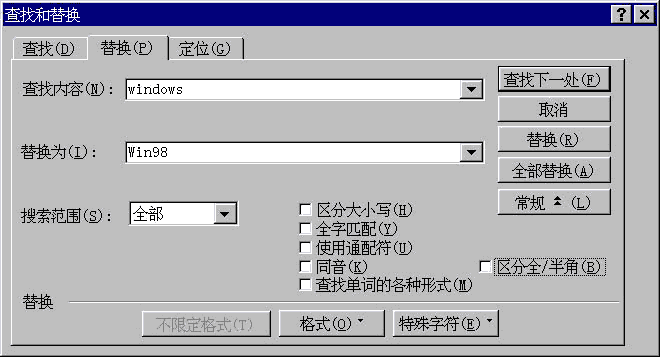 查找和替换
查找(D) 替换(P) 定位(G)
查找内容(N): windows 查找下一处(F)
取消
替换(R)
替换为(I): Win98
全部替换(A)
常规 (L)
搜索范围(S): 全部 区分大小写(H)
全字匹配(Y)
使用通配符(U)
同音(K) 区分全/半角(B)
查找单词的各种形式(M)
替换
不限定格式(T) 格式(O) 特殊字符(E)